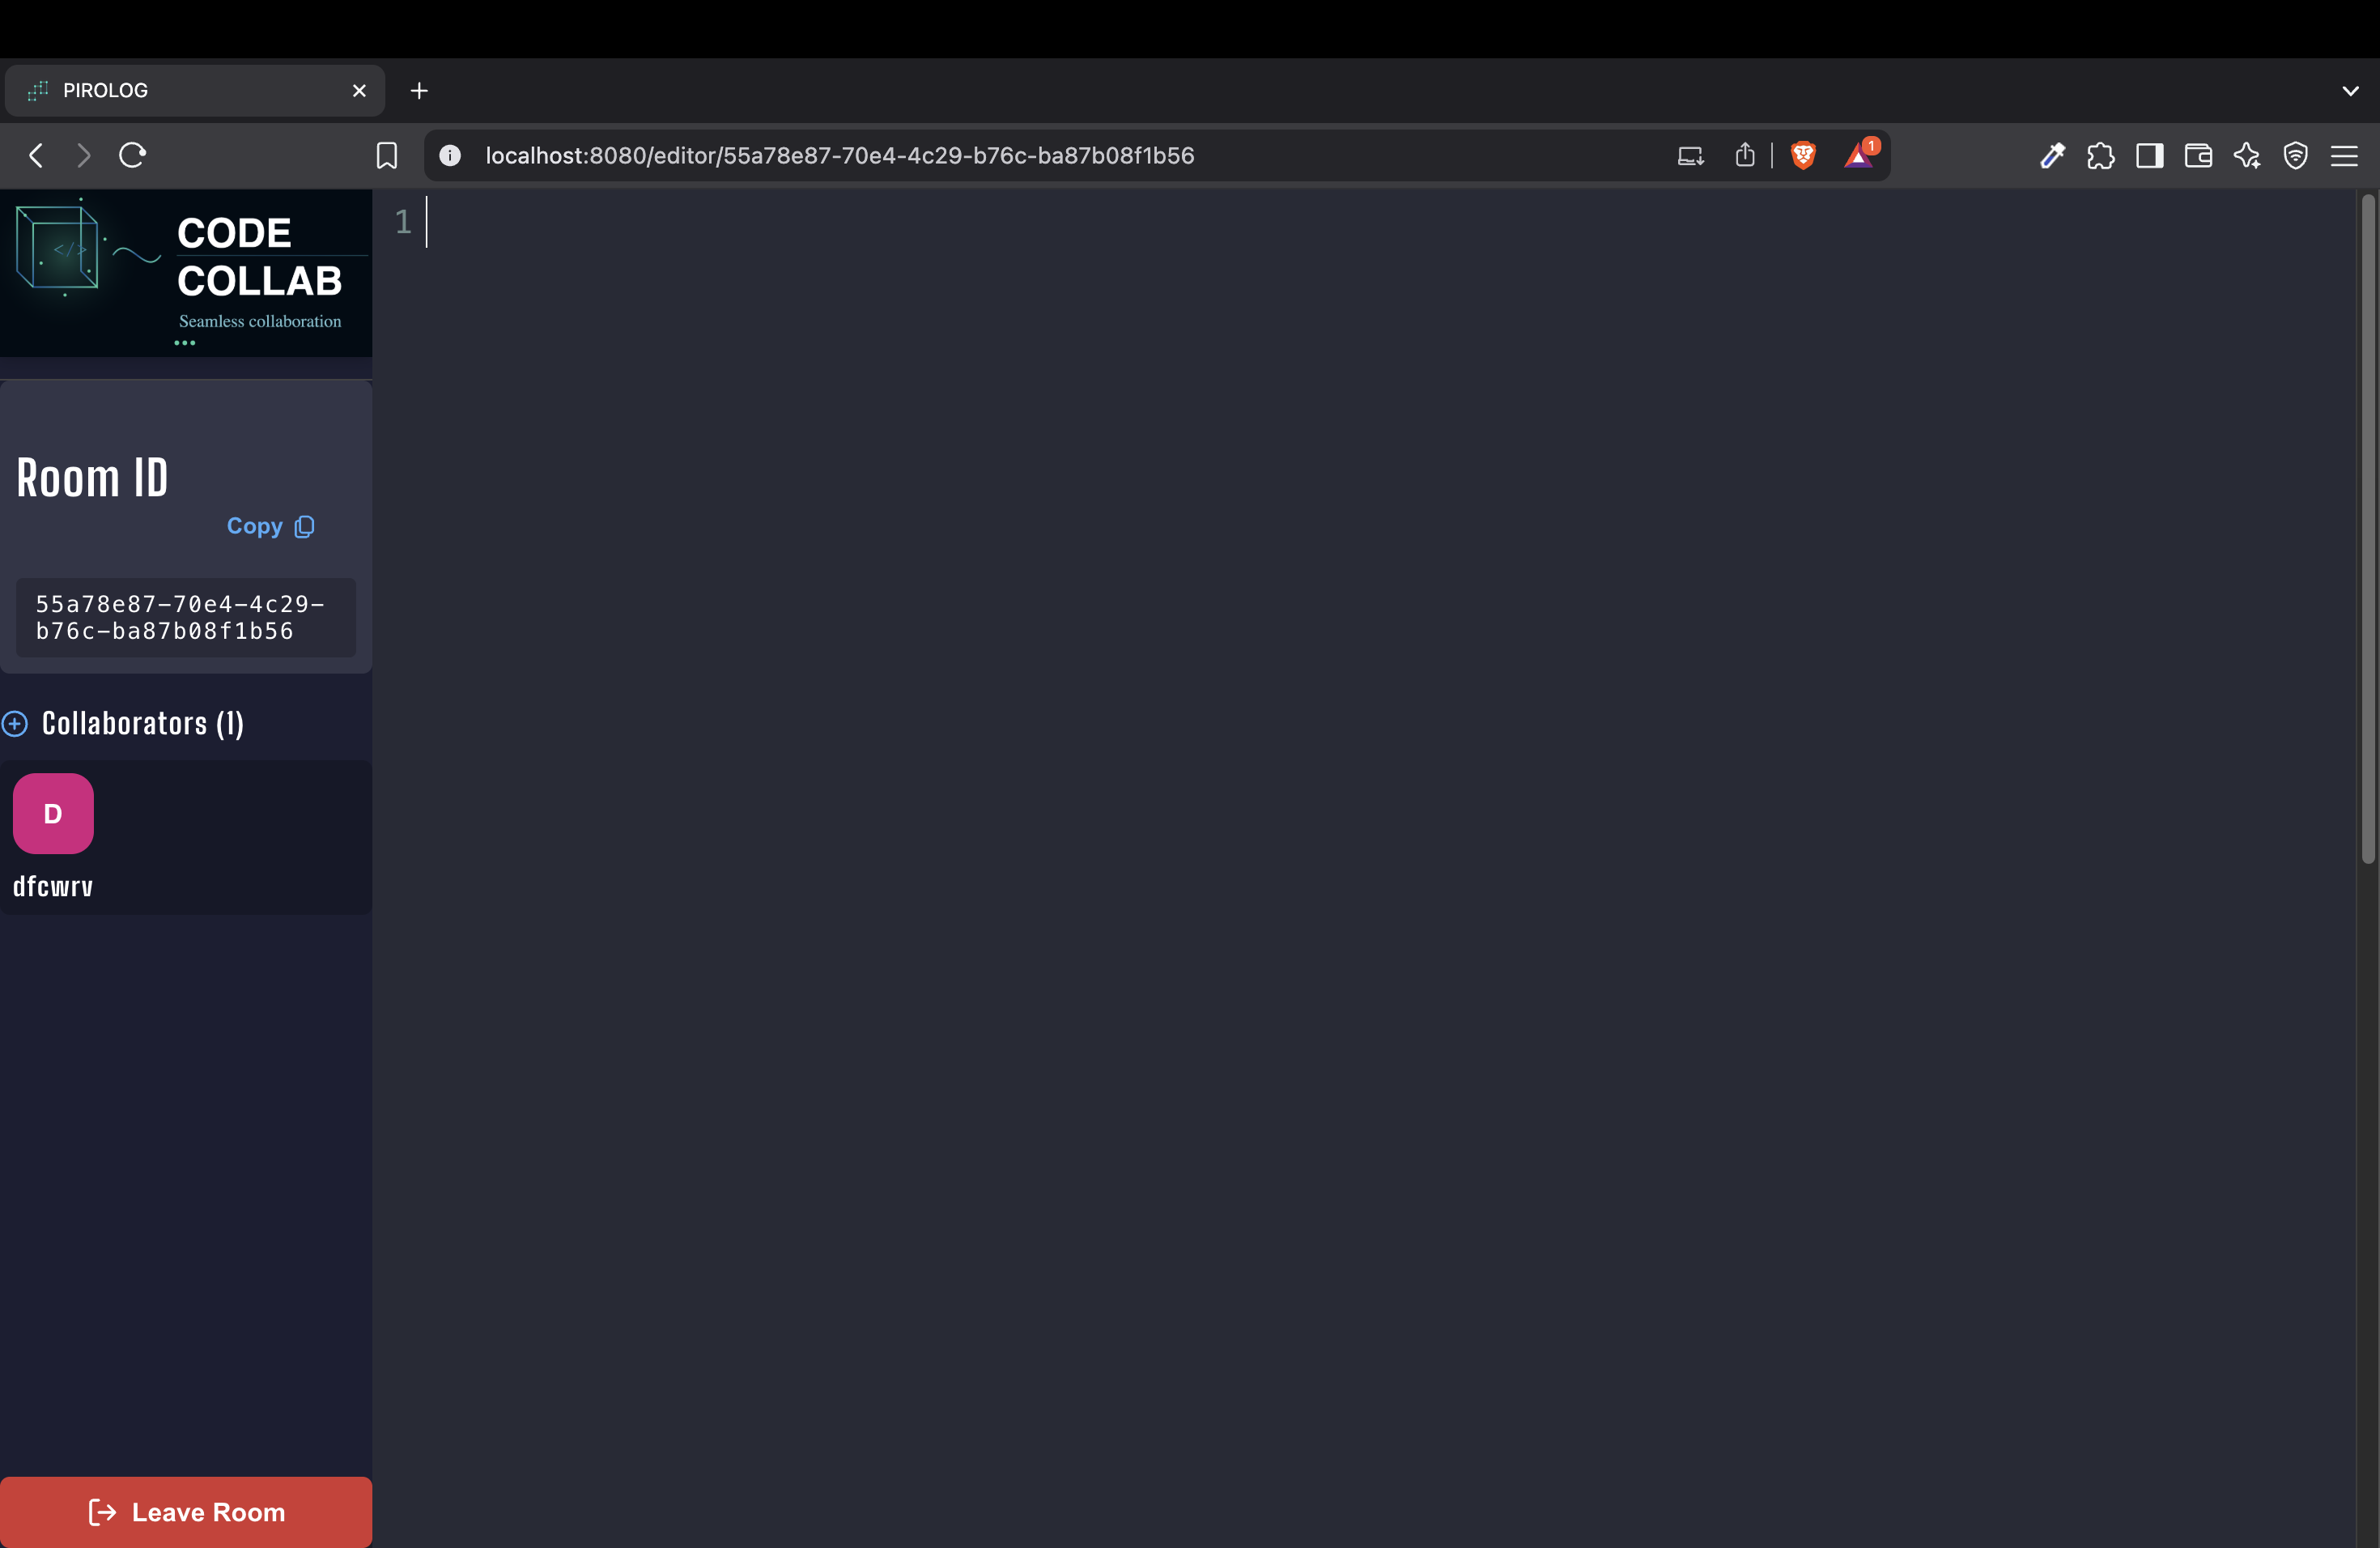 PIROLOG
localhost:8080/editor/55a78e87-70e4-4c29-b76c-ba87b08f1b56
1
</>
CODE
COLLAB
Seamless collaboration
1
Room ID
Copy
55a78e87-70e4-4c29-
b76c-ba87b08f1b56
Collaborators (1)
D
dfcwrv
Leave Room